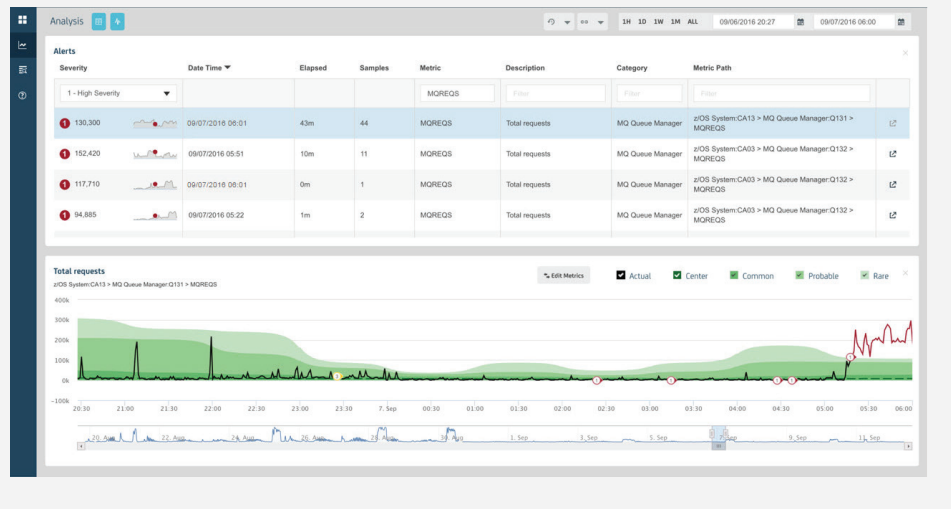 Analysis
1H 1D 1W 1M ALL 09/06/2016 20:27 09/07/2016 06:00
Alerts
Severity Date Time Elapsed Samples Metric Description Category Metric Path
1 - High Severity MQREQS Filter Filter Filter
1 130,300 09/07/2016 06:01 43m 44 MQREQS Total requests MQ Queue Manager z/OS System:CA13 > MQ Queue Manager:Q131 >
MQREQS
1 152,420 09/07/2016 05:51 10m 11 MQREQS Total requests MQ Queue Manager z/OS System:CA03 > MQ Queue Manager:Q132 >
MQREQS
1 117,710 09/07/2016 06:01 0m 1 MQREQS Total requests MQ Queue Manager z/OS System:CA03 > MQ Queue Manager:Q132 >
MQREQS
1 94,885 09/07/2016 05:22 1m 2 MQREQS Total requests MQ Queue Manager z/OS System:CA03 > MQ Queue Manager:Q132 >
MQREQS
Total requests
z/OS System:CA13 > MQ Queue Manager:Q131 > MQREQS
Edit Metrics Actual Center Common Probable Rare
400k
300k
200k
100k
0k
-100k
20:30 21:00 21:30 22:00 22:30 23:00 23:30 7. Sep 00:30 01:00 01:30 02:00 02:30 03:00 03:30 04:00 04:30 05:00 05:30 06:00
20. Aug 22. Aug 24. Aug 26. Aug 28. Aug 30. Aug 1. Sep 3. Sep 5. Sep 7. Sep 9. Sep 11. Sep